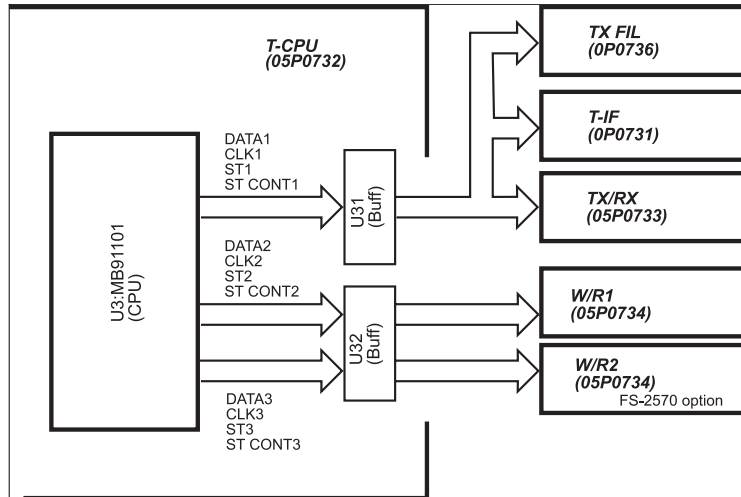 T-CPU
(05P0732)
TX FIL
(0P0736)
T-IF
(0P0731)
TX/RX
(05P0733)
W/R1
(05P0734)
W/R2
(05P0734)
FS-2570 option
U3:MB91101
(CPU)
DATA1
CLK1
ST1
ST CONT1
U31
(Buff)
DATA2
CLK2
ST2
ST CONT2
U32
(Buff)
DATA3
CLK3
ST3
ST CONT3